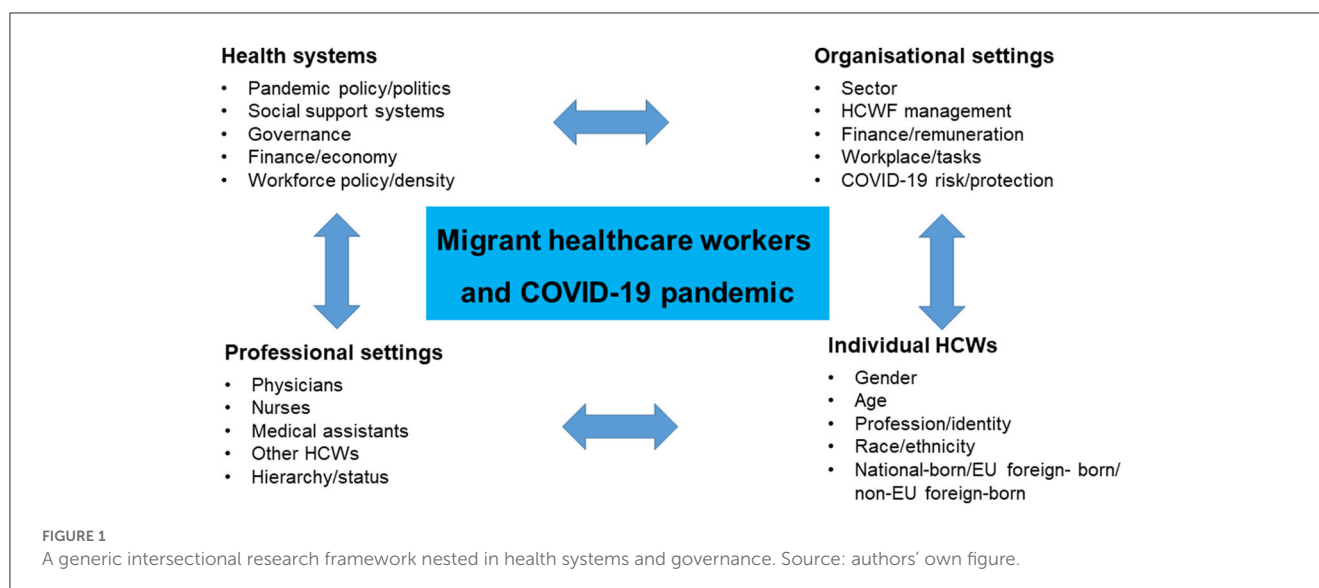 Health systems
• Pandemic policy/politics
• Social support systems
• Governance
• Finance/economy
• Workforce policy/density
Organisational settings
• Sector
• HCWF management
• Finance/remuneration
• Workplace/tasks
• COVID-19 risk/protection
Migrant healthcare workers
and COVID-19 pandemic
Professional settings
• Physicians
• Nurses
• Medical assistants
• Other HCWs
• Hierarchy/status
Individual HCWs
• Gender
• Age
• Profession/identity
• Race/ethnicity
• National-born/EU foreign- born/
non-EU foreign-born
FIGURE 1
A generic intersectional research framework nested in health systems and governance. Source: authors' own figure.